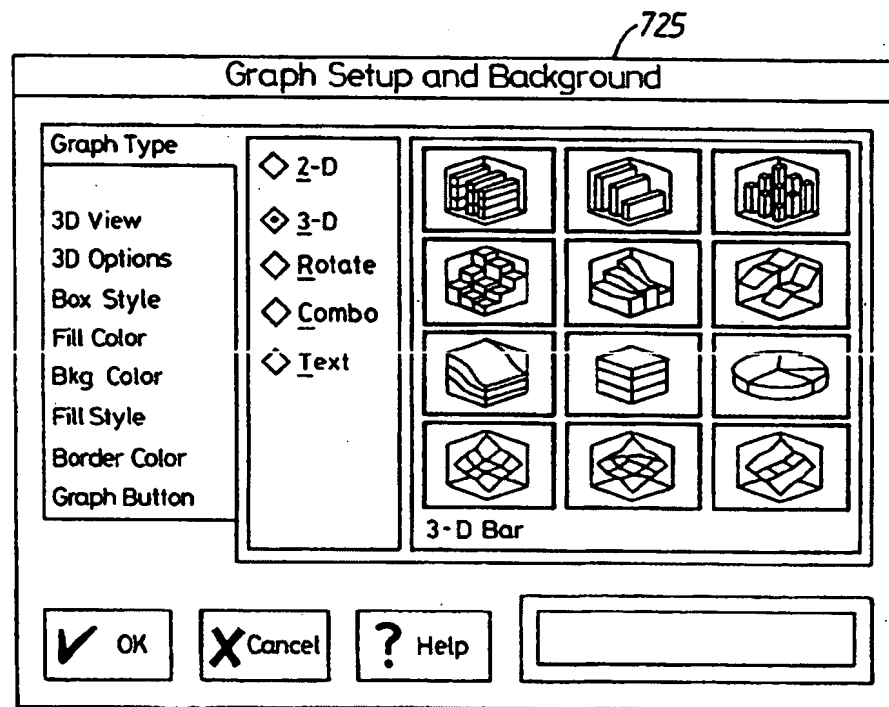 725
Graph Setup and Background
Graph Type
3D View
3D Options
Box Style
Fill Color
Bkg Color
Fill Style
Border Color
Graph Button
2-D
3-D
Rotate
Combo
Text
3-D Bar
OK
Cancel
? Help